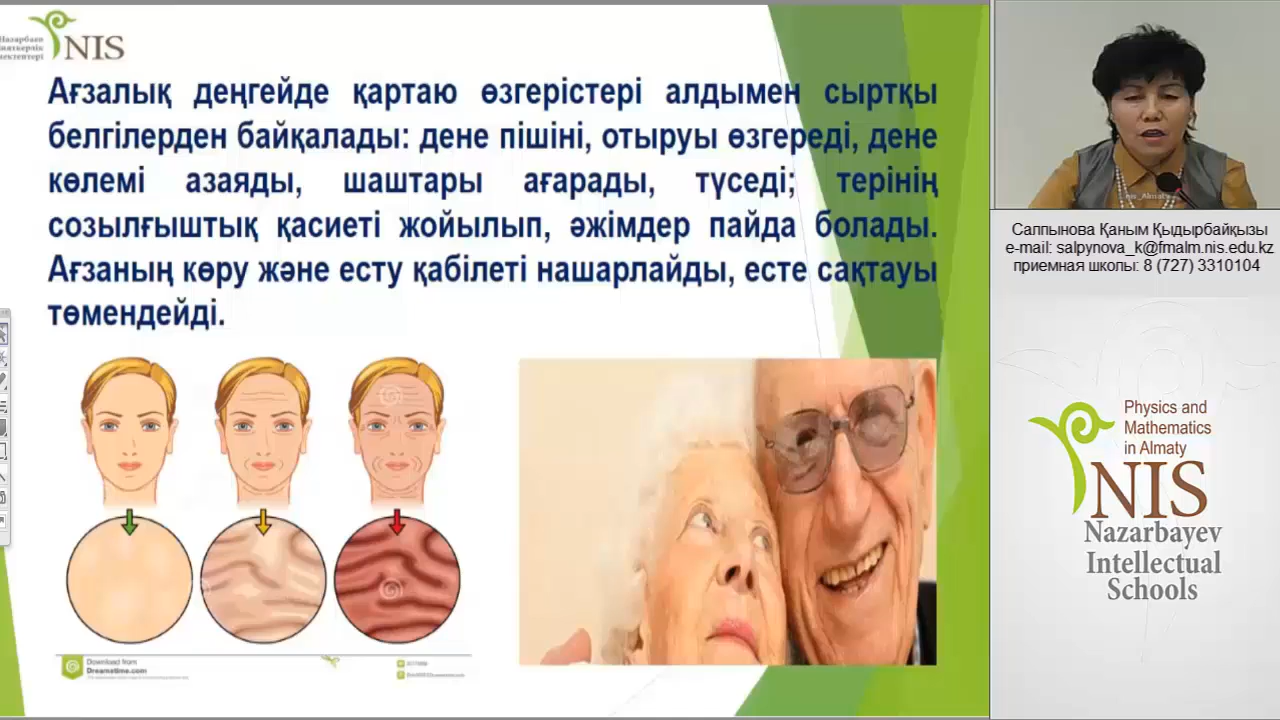 Назарбаев
NIS
Ағзалық деңгейде қартаю өзгерістері алдымен сыртқы
белгілерден байқалады: дене пішіні, отыруы өзгереді, дене
көлемі азаяды, шаштары ағарады, түседі; терінің
созылғыштық қасиеті жойылып, әжімдер пайда болады.
Ағзаның көру және есту қабілеті нашарлайды, есте сақтауы
төмендейді.
Download from
Dreamstime.com
Салпынова Қаным Қыдырбайқызы
e-mail: salpynova_k@fmalm.nis.edu.kz
приемная школы: 8 (727) 3310104
Physics and
Mathematics
in Almaty
NIS
Nazarbayev
Intellectual
Schools